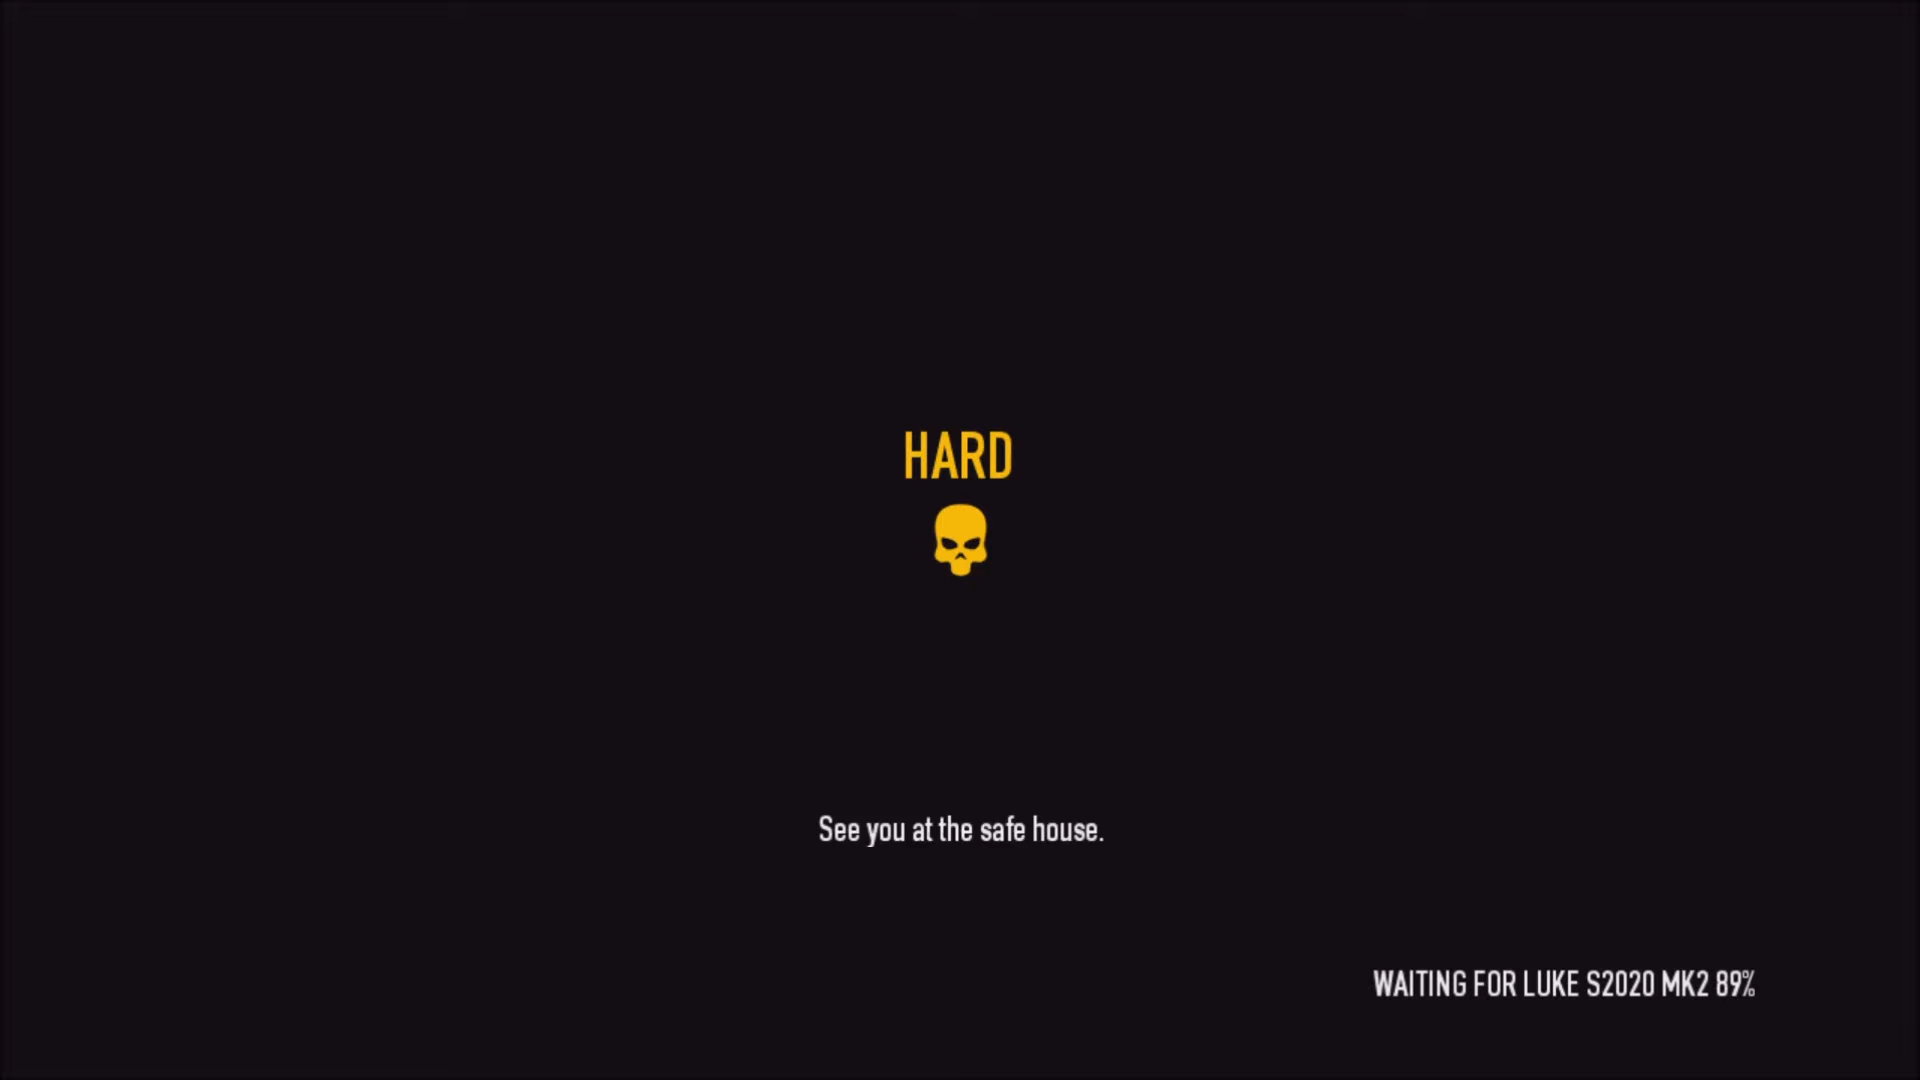 HARD
See you at the safe house.
WAITING FOR LUKE S2020 MK2 89%